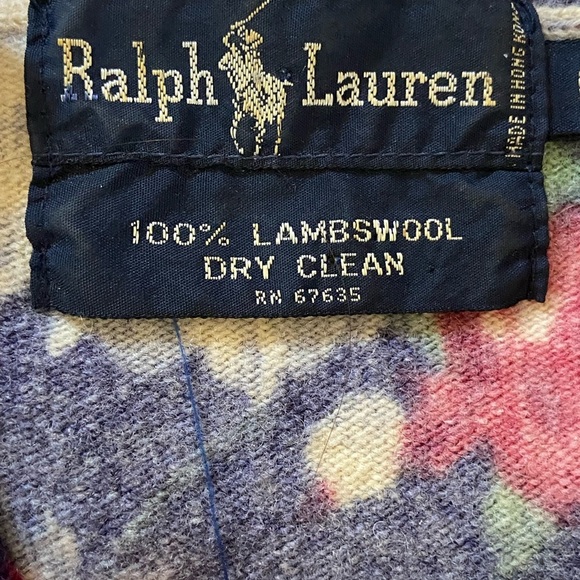 Ralph Lauren
MADE IN HONG KONG
100% LAMBSWOOL
DRY CLEAN
RN 67635